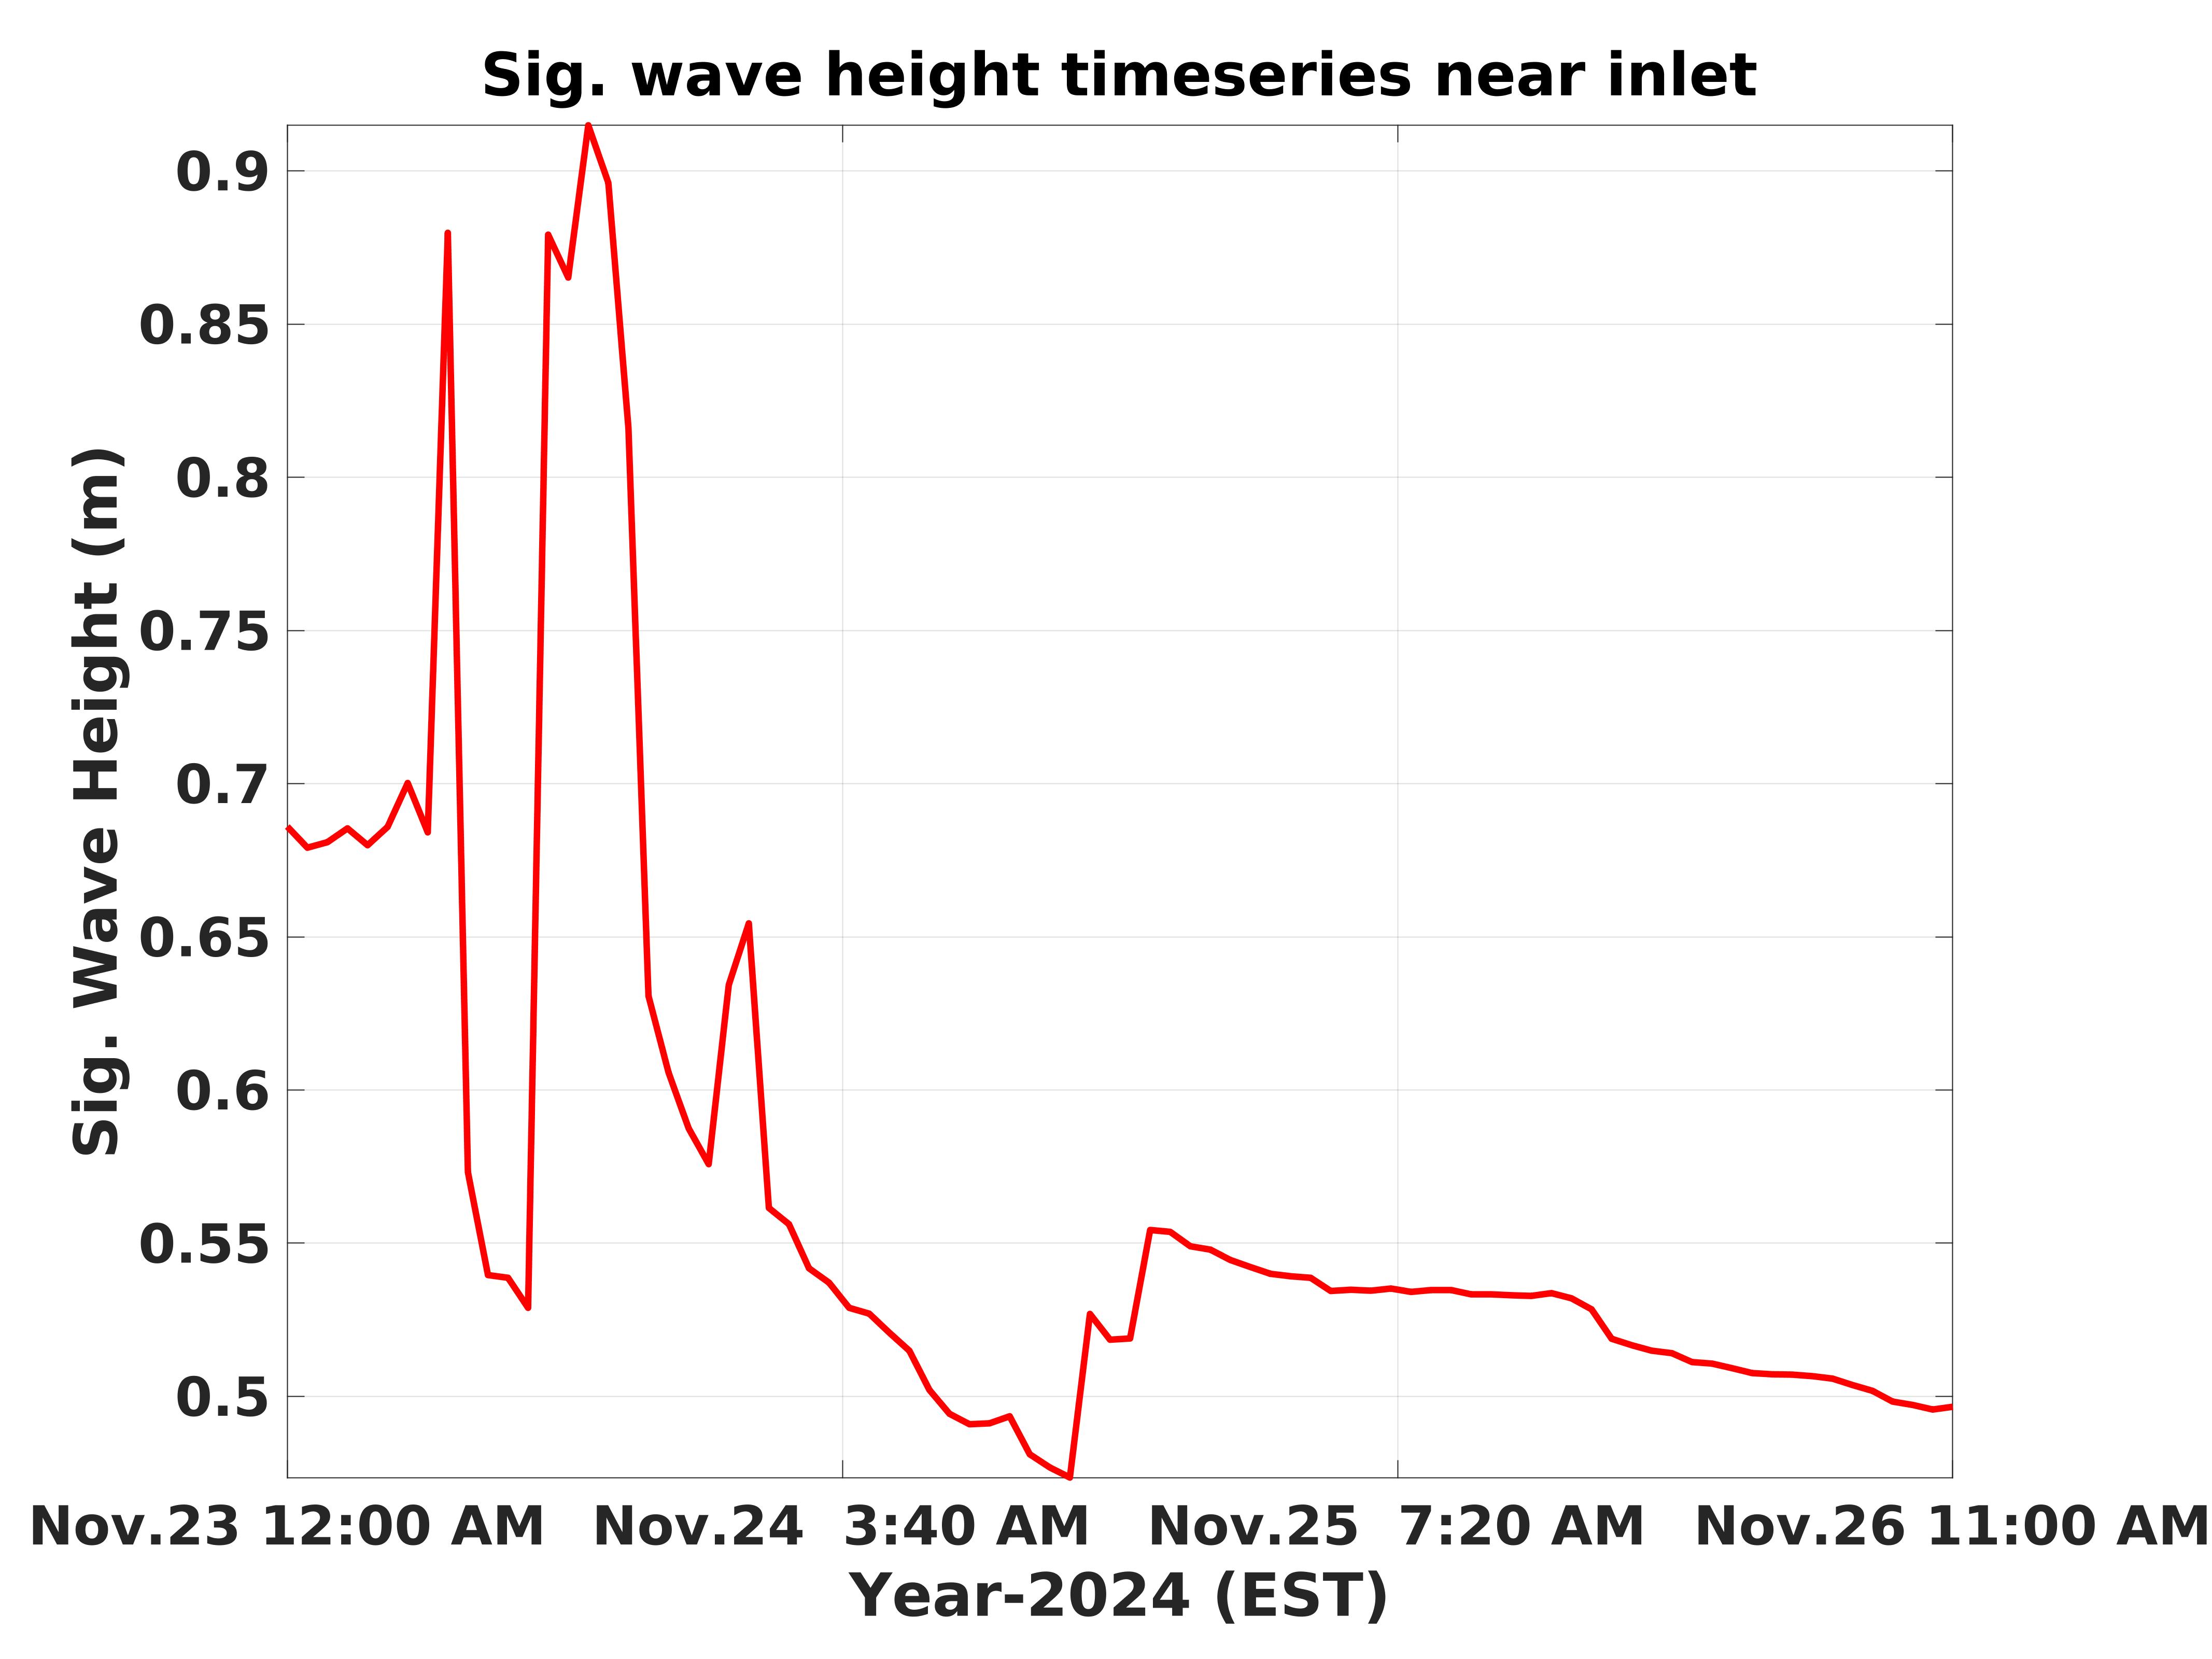 Sig. wave height timeseries near inlet
0.9
0.85
0.8
0.75
0.7
0.65
0.6
0.55
0.5
Sig. Wave Height (m)
Nov.23 12:00 AM Nov.24 3:40 AM Nov.25 7:20 AM Nov.26 11:00 AM
Year-2024 (EST)